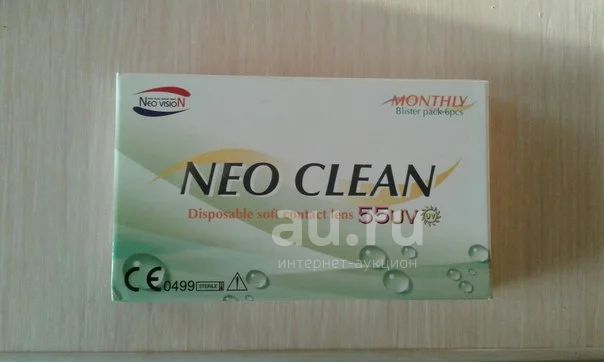 NEO VISION
MONTHLY
Blister pack-6pcs
NEO CLEAN
Disposable soft contact lens 55UV UV
au.ru
интернет-аукцион
CE 0499 STERILE